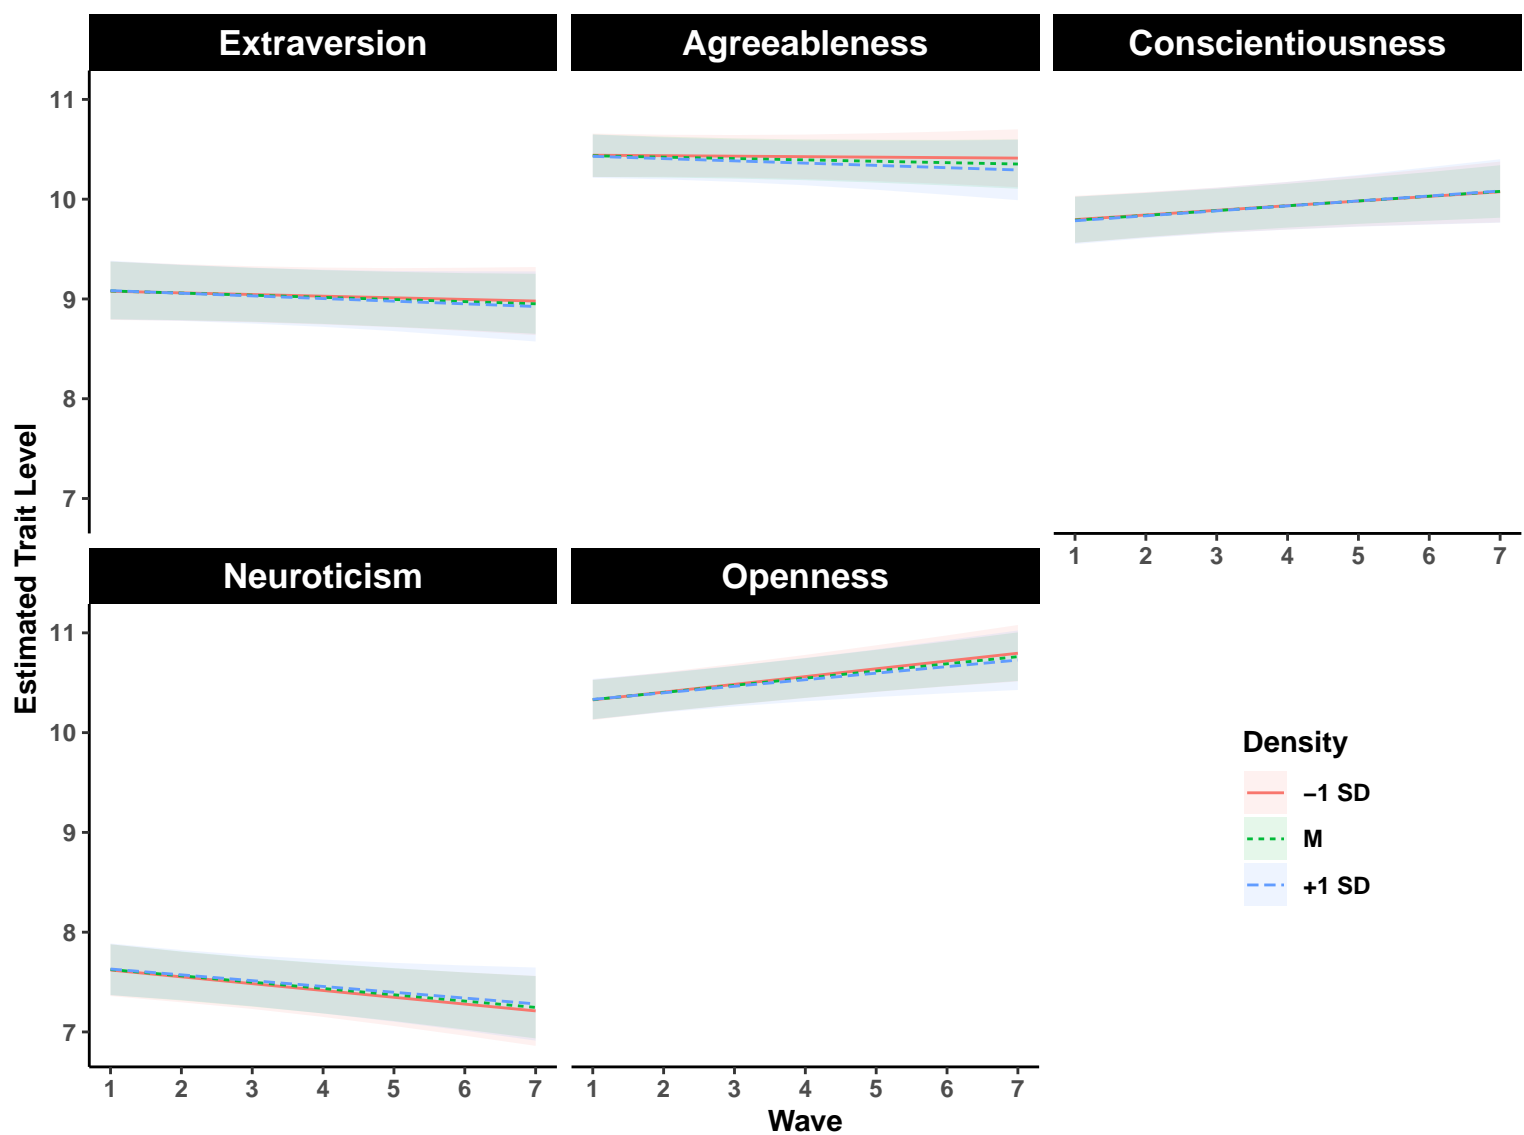 Extraversion
Agreeableness
Conscientiousness
11
10
9
8
7
1 2 3 4 5 6 7
Neuroticism
Openness
11
10
9
8
7
1 2 3 4 5 6 7
1 2 3 4 5 6 7
Estimated Trait Level
Wave
Density
−1 SD
M
+1 SD